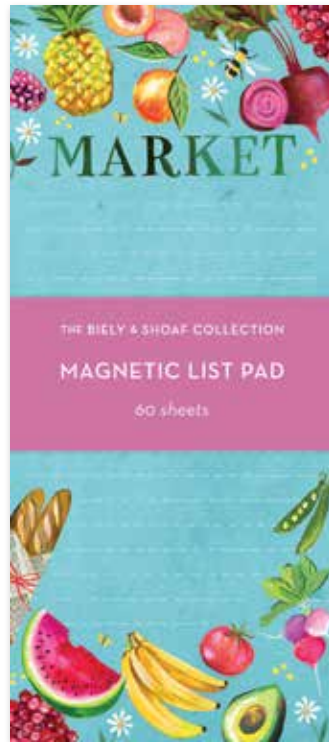 MARKET
THE BIELY & SHOAF COLLECTION
MAGNETIC LIST PAD
60 sheets